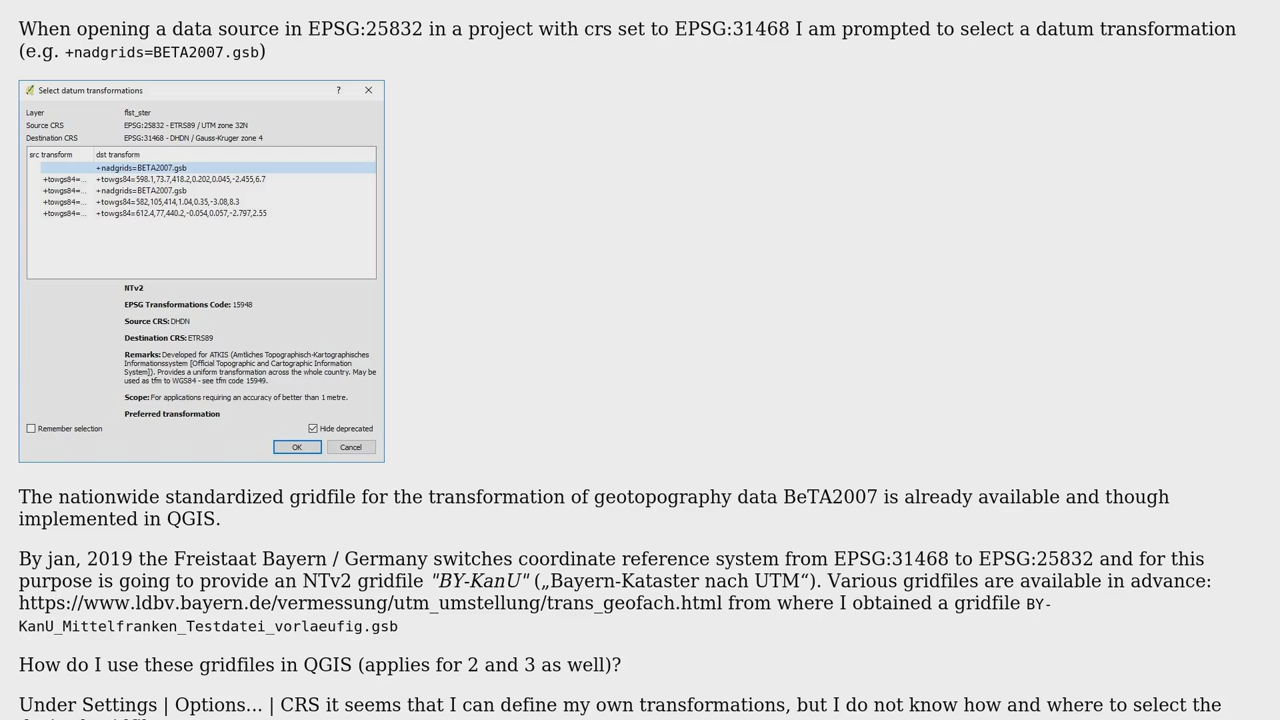 When opening a data source in EPSG:25832 in a project with crs set to EPSG:31468 I am prompted to select a datum transformation
(e.g. +nadgrids=BETA2007.gsb)
Select datum transformations ?
Layer flst_ster
Source CRS EPSG:25832 - ETRS89 / UTM zone 32N
Destination CRS EPSG:31468 - DHDN / Gauss-Kruger zone 4
src transform dst transform
+nadgrids=BETA2007.gsb
+towgs84=... +towgs84=598.1,73.7,418.2,0.202,0.045,-2.455,6.7
+towgs84=... +nadgrids=BETA2007.gsb
+towgs84=... +towgs84=582,105,414,1.04,0.35,-3.08,8.3
+towgs84=... +towgs84=612.4,77,440.2,-0.054,0.057,-2.797,2.55
NTv2
EPSG Transformations Code: 15948
Source CRS: DHDN
Destination CRS: ETRS89
Remarks: Developed for ATKIS (Amtliches Topographisch-Kartographisches
Informationssystem [Official Topographic and Cartographic Information
System]). Provides a uniform transformation across the whole country. May be
used as tfm to WGS84 - see tfm code 15949.
Scope: For applications requiring an accuracy of better than 1 metre.
Preferred transformation
Remember selection Hide deprecated
OK Cancel
The nationwide standardized gridfile for the transformation of geotopography data BeTA2007 is already available and though
implemented in QGIS.
By jan, 2019 the Freistaat Bayern / Germany switches coordinate reference system from EPSG:31468 to EPSG:25832 and for this
purpose is going to provide an NTv2 gridfile "BY-KanU" („Bayern-Kataster nach UTM“). Various gridfiles are available in advance:
https://www.ldbv.bayern.de/vermessung/utm_umstellung/trans_geofach.html from where I obtained a gridfile BY-
KanU_Mittelfranken_Testdatei_vorlaeufig.gsb
How do I use these gridfiles in QGIS (applies for 2 and 3 as well)?
Under Settings | Options... | CRS it seems that I can define my own transformations, but I do not know how and where to select the